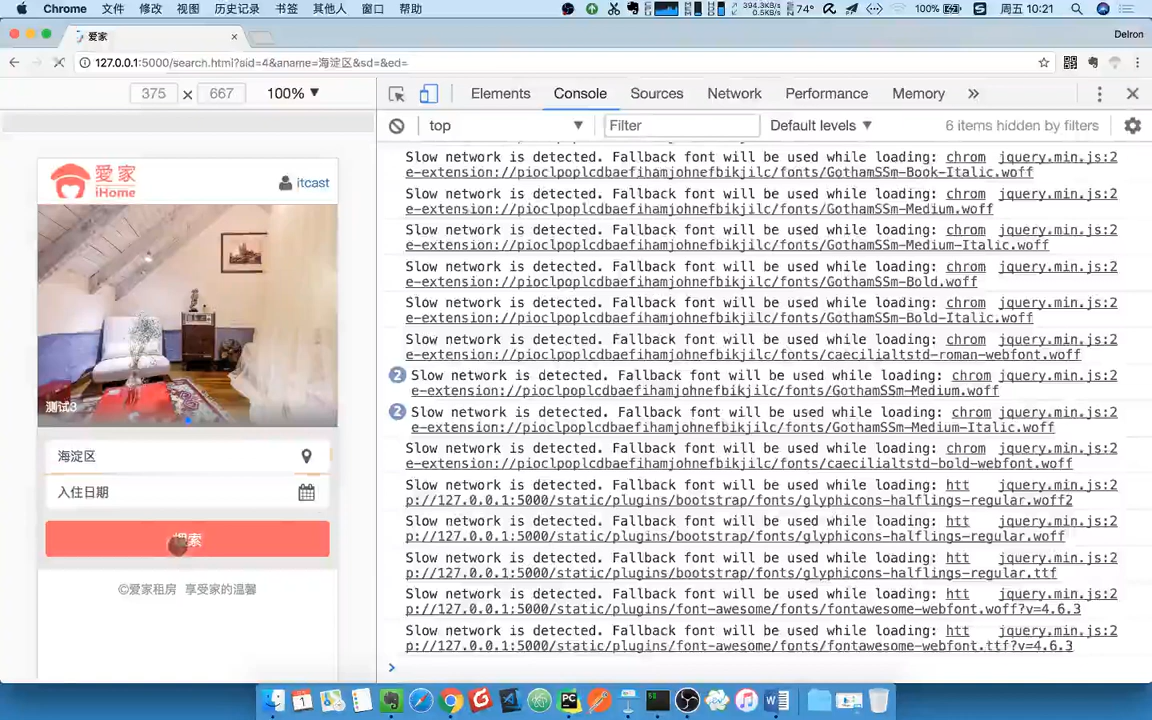 Chrome 文件 修改 视图 历史记录 书签 其他人 窗口 帮助 394.3KB/s 0.5KB/s 74° 100% 周五 10:21
爱家 Delron
127.0.0.1:5000/search.html?sid=4&aname=海淀区&sd=&ed=
375 × 667 100% ▼ Elements Console Sources Network Performance Memory »
top ▼ Filter Default levels ▼ 6 items hidden by filters
愛家
iHome
itcast
测试3
海淀区
入住日期
索
©爱家租房 享受家的温馨
Slow network is detected. Fallback font will be used while loading: chrom jquery.min.js:2
e-extension://pioclpoplcdbaefihamjohnefbikjilc/fonts/GothamSSm-Book-Italic.woff
Slow network is detected. Fallback font will be used while loading: chrom jquery.min.js:2
e-extension://pioclpoplcdbaefihamjohnefbikjilc/fonts/GothamSSm-Medium.woff
Slow network is detected. Fallback font will be used while loading: chrom jquery.min.js:2
e-extension://pioclpoplcdbaefihamjohnefbikjilc/fonts/GothamSSm-Medium-Italic.woff
Slow network is detected. Fallback font will be used while loading: chrom jquery.min.js:2
e-extension://pioclpoplcdbaefihamjohnefbikjilc/fonts/GothamSSm-Bold.woff
Slow network is detected. Fallback font will be used while loading: chrom jquery.min.js:2
e-extension://pioclpoplcdbaefihamjohnefbikjilc/fonts/GothamSSm-Bold-Italic.woff
Slow network is detected. Fallback font will be used while loading: chrom jquery.min.js:2
e-extension://pioclpoplcdbaefihamjohnefbikjilc/fonts/caecilialtstd-roman-webfont.woff
2 Slow network is detected. Fallback font will be used while loading: chrom jquery.min.js:2
e-extension://pioclpoplcdbaefihamjohnefbikjilc/fonts/GothamSSm-Medium.woff
2 Slow network is detected. Fallback font will be used while loading: chrom jquery.min.js:2
e-extension://pioclpoplcdbaefihamjohnefbikjilc/fonts/GothamSSm-Medium-Italic.woff
Slow network is detected. Fallback font will be used while loading: chrom jquery.min.js:2
e-extension://pioclpoplcdbaefihamjohnefbikjilc/fonts/caecilialtstd-bold-webfont.woff
Slow network is detected. Fallback font will be used while loading: htt jquery.min.js:2
p://127.0.0.1:5000/static/plugins/bootstrap/fonts/glyphicons-halflings-regular.woff2
Slow network is detected. Fallback font will be used while loading: htt jquery.min.js:2
p://127.0.0.1:5000/static/plugins/bootstrap/fonts/glyphicons-halflings-regular.woff
Slow network is detected. Fallback font will be used while loading: htt jquery.min.js:2
p://127.0.0.1:5000/static/plugins/bootstrap/fonts/glyphicons-halflings-regular.ttf
Slow network is detected. Fallback font will be used while loading: htt jquery.min.js:2
p://127.0.0.1:5000/static/plugins/font-awesome/fonts/fontawesome-webfont.woff?v=4.6.3
Slow network is detected. Fallback font will be used while loading: htt jquery.min.js:2
p://127.0.0.1:5000/static/plugins/font-awesome/fonts/fontawesome-webfont.ttf?v=4.6.3